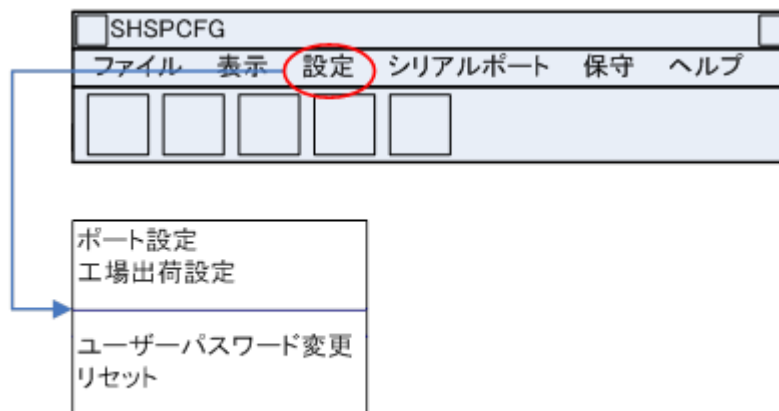 SHSPCFG
ファイル 表示 設定 シリアルポート 保守 ヘルプ
ポート設定
工場出荷設定
ユーザーパスワード変更
リセット